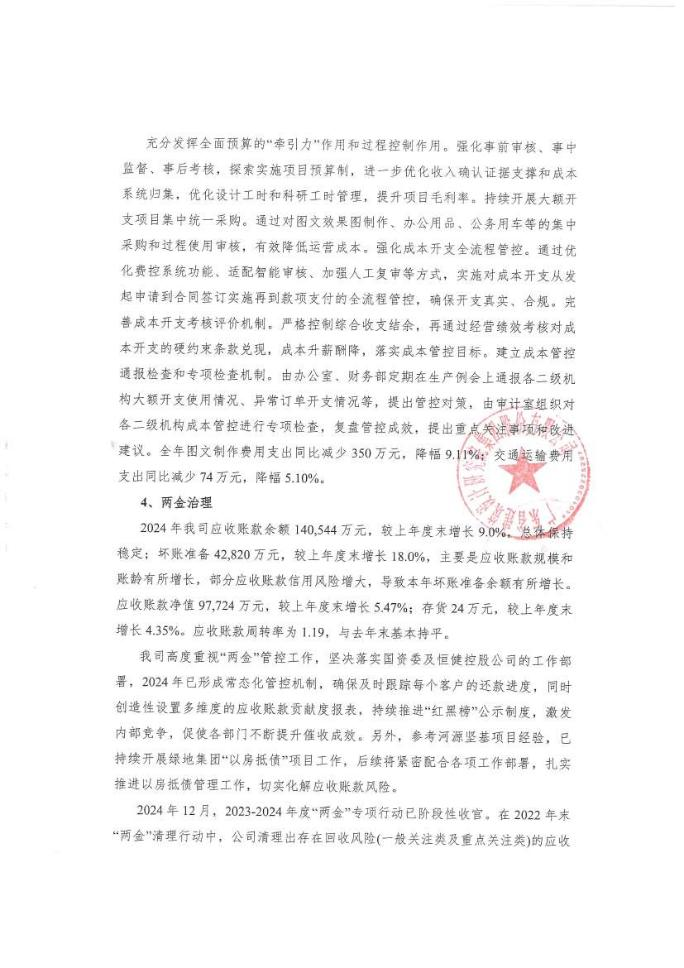 充分发挥全面预算的“牵引力”作用和过程控制作用。强化事前审核、事中
监督、事后考核，探索实施项目预算制，进一步优化收入确认证据支撑和成本
系统归集，优化设计工时和科研工时管理，提升项目毛利率。持续开展大额开
支项目集中统一采购。通过对图文效果图制作、办公用品、公务用车等的集中
采购和过程使用审核，有效降低运营成本。强化成本开支全流程管控。通过优
化费控系统功能、适配智能审核、加强人工复审等方式，实施对成本开支从发
起申请到合同签订实施再到款项支付的全流程管控，确保开支真实、合规。完
善成本开支考核评价机制。严格控制综合收支结余，再通过经营绩效考核对成
本开支的硬约束条款兑现，成本升薪酬降，落实成本管控目标。建立成本管控
通报检查和专项检查机制。由办公室、财务部定期在生产例会上通报各二级机
构大额开支使用情况、异常订单开支情况等，提出管控对策，由审计室组织对
各二级机构成本管控进行专项检查，复盘管控成效，提出重点关注事项和改进
建议。全年图文制作费用支出同比减少 350 万元，降幅 9.11%；交通运输费用
支出同比减少 74 万元，降幅 5.10%。
4、两金治理
2024 年我司应收账款余额 140,544 万元，较上年度末增长 9.0%，总体保持
稳定；坏账准备 42,820 万元，较上年度末增长 18.0%，主要是应收账款规模和
账龄有所增长，部分应收账款信用风险增大，导致本年坏账准备余额有所增长。
应收账款净值 97,724 万元，较上年度末增长 5.47%；存货 24 万元，较上年度末
增长 4.35%。应收账款周转率为 1.19，与去年末基本持平。
我司高度重视“两金”管控工作，坚决落实国资委及恒健控股公司的工作部
署，2024 年已形成常态化管控机制，确保及时跟踪每个客户的还款进度，同时
创造性设置多维度的应收账款贡献度报表，持续推进“红黑榜”公示制度，激发
内部竞争，促使各部门不断提升催收成效。另外，参考河源坚基项目经验，已
持续开展绿地集团“以房抵债”项目工作，后续将紧密配合各项工作部署，扎实
推进以房抵债管理工作，切实化解应收账款风险。
2024 年 12 月，2023-2024 年度“两金”专项行动已阶段性收官。在 2022 年末
“两金”清理行动中，公司清理出存在回收风险(一般关注类及重点关注类)的应收